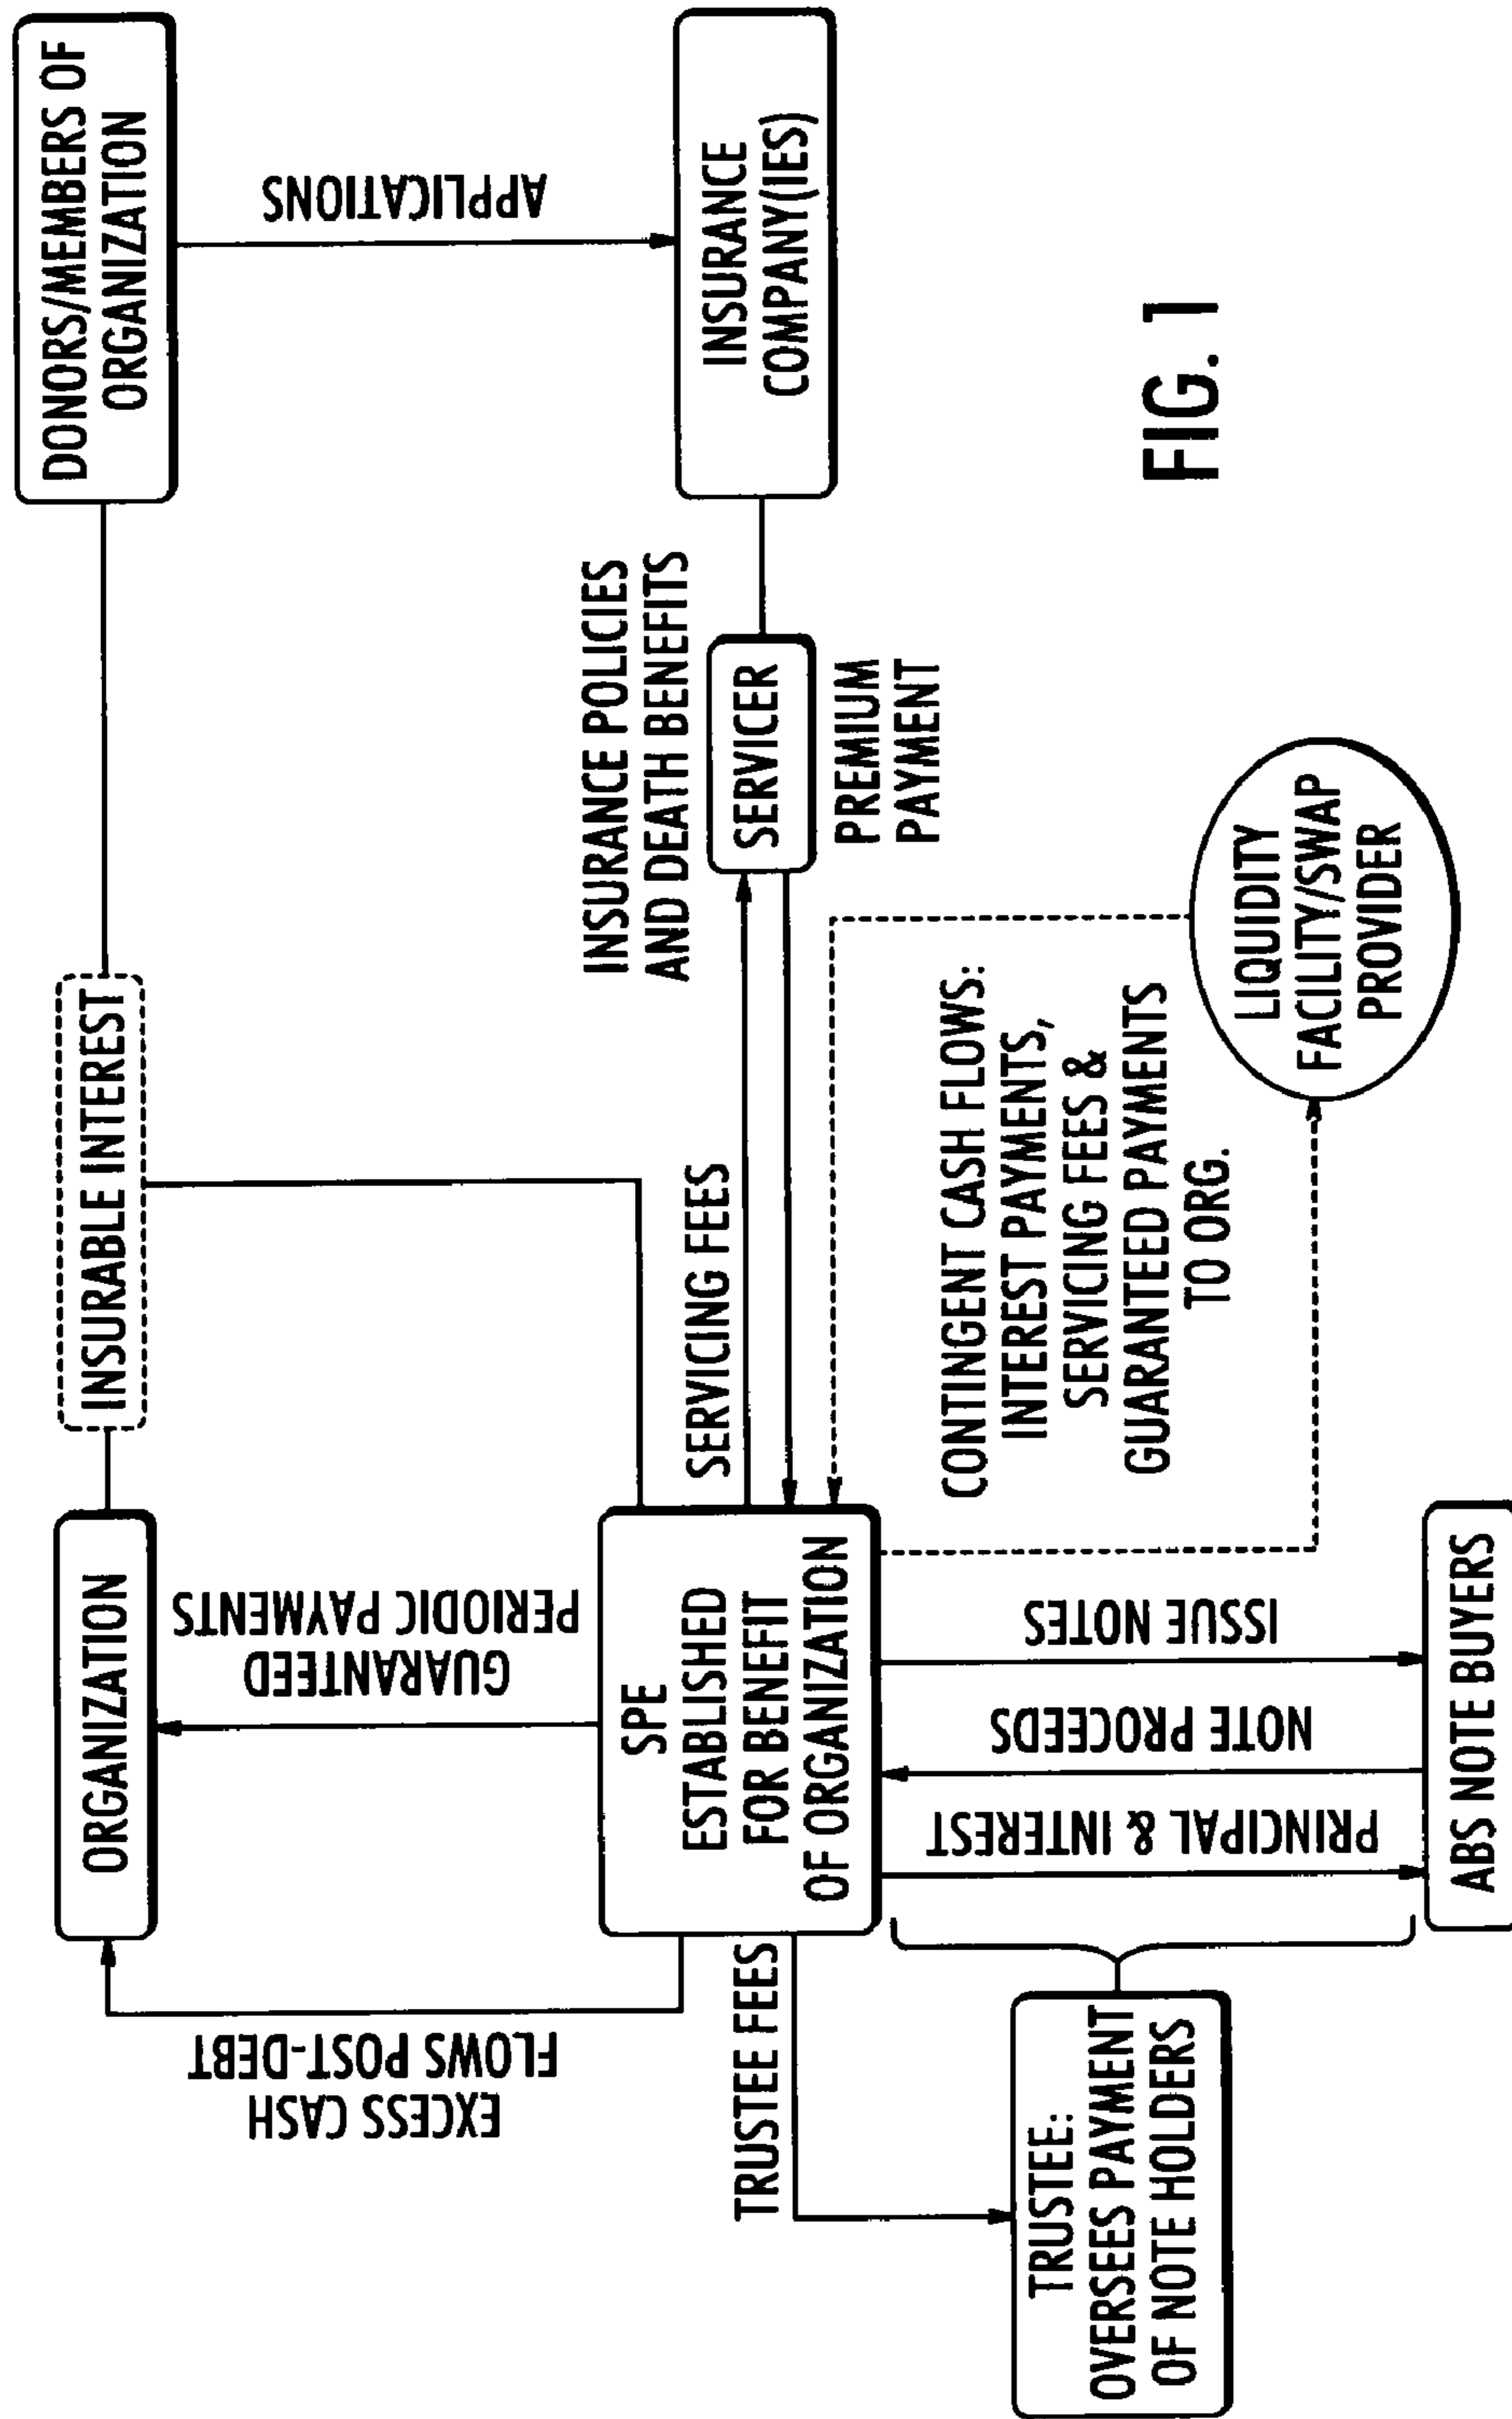 ORGANIZATION
INSURABLE INTEREST
DONORS/MEMBERS OF
ORGANIZATION
EXCESS CASH
FLOWS POST-DEBT
GUARANTEED
PERIODIC PAYMENTS
APPLICATIONS
SPE
ESTABLISHED
FOR BENEFIT
OF ORGANIZATION
TRUSTEE FEES
SERVICING FEES
INSURANCE POLICIES
AND DEATH BENEFITS
SERVICER
PREMIUM
PAYMENT
INSURANCE
COMPANY(IES)
TRUSTEE:
OVERSEES PAYMENT
OF NOTE HOLDERS
PRINCIPAL & INTEREST
NOTE PROCEEDS
ISSUE NOTES
CONTINGENT CASH FLOWS:
INTEREST PAYMENTS,
SERVICING FEES &
GUARANTEED PAYMENTS
TO ORG.
LIQUIDITY
FACILITY/SWAP
PROVIDER
ABS NOTE BUYERS
FIG. 1